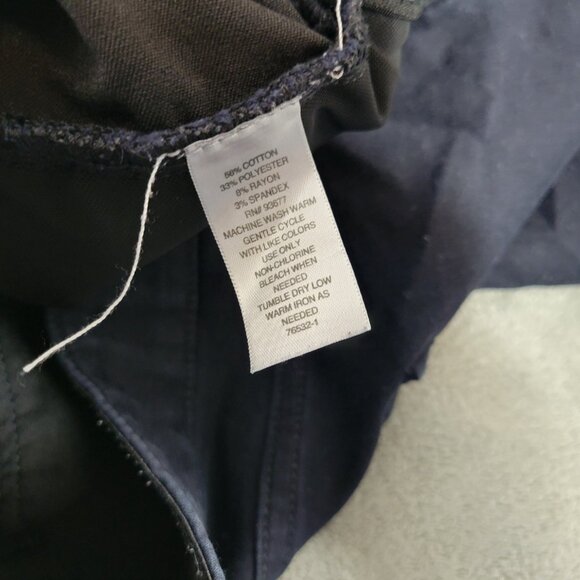 56% COTTON
33% POLYESTER
8% RAYON
3% SPANDEX
RN# 93677
MACHINE WASH WARM
GENTLE CYCLE
WITH LIKE COLORS
USE ONLY
NON-CHLORINE
BLEACH WHEN
NEEDED
TUMBLE DRY LOW
WARM IRON AS
NEEDED
76532-1